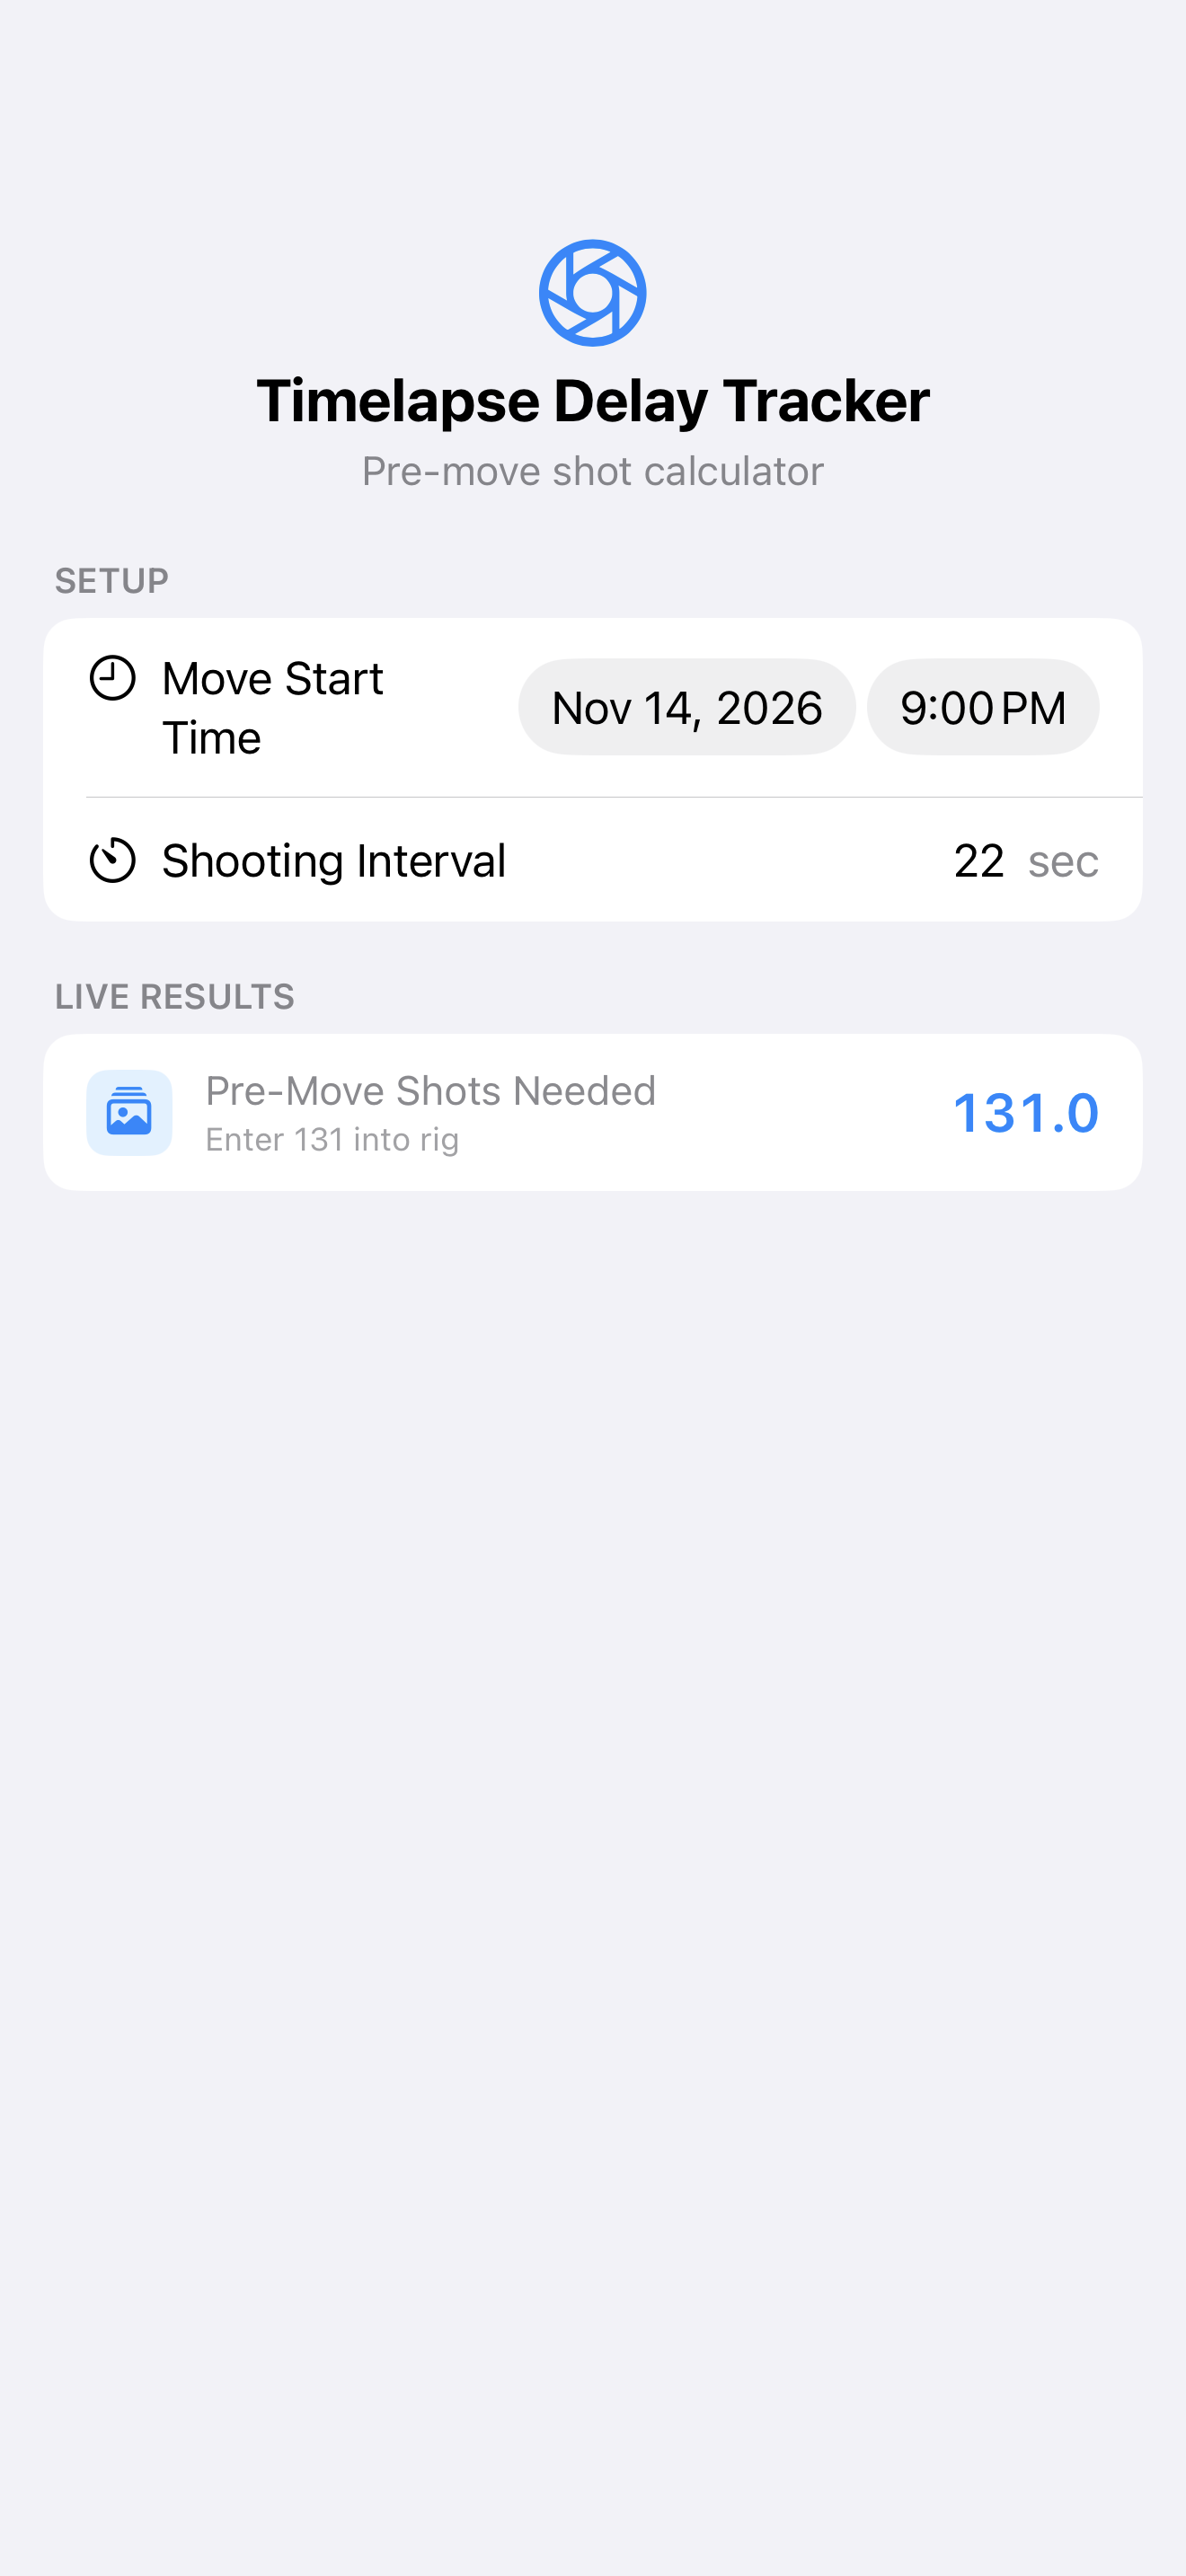 Timelapse Delay Tracker
Pre-move shot calculator
SETUP
Move Start
Time
Nov 14, 2026
9:00 PM
Shooting Interval
22 sec
LIVE RESULTS
Pre-Move Shots Needed
Enter 131 into rig
131.0